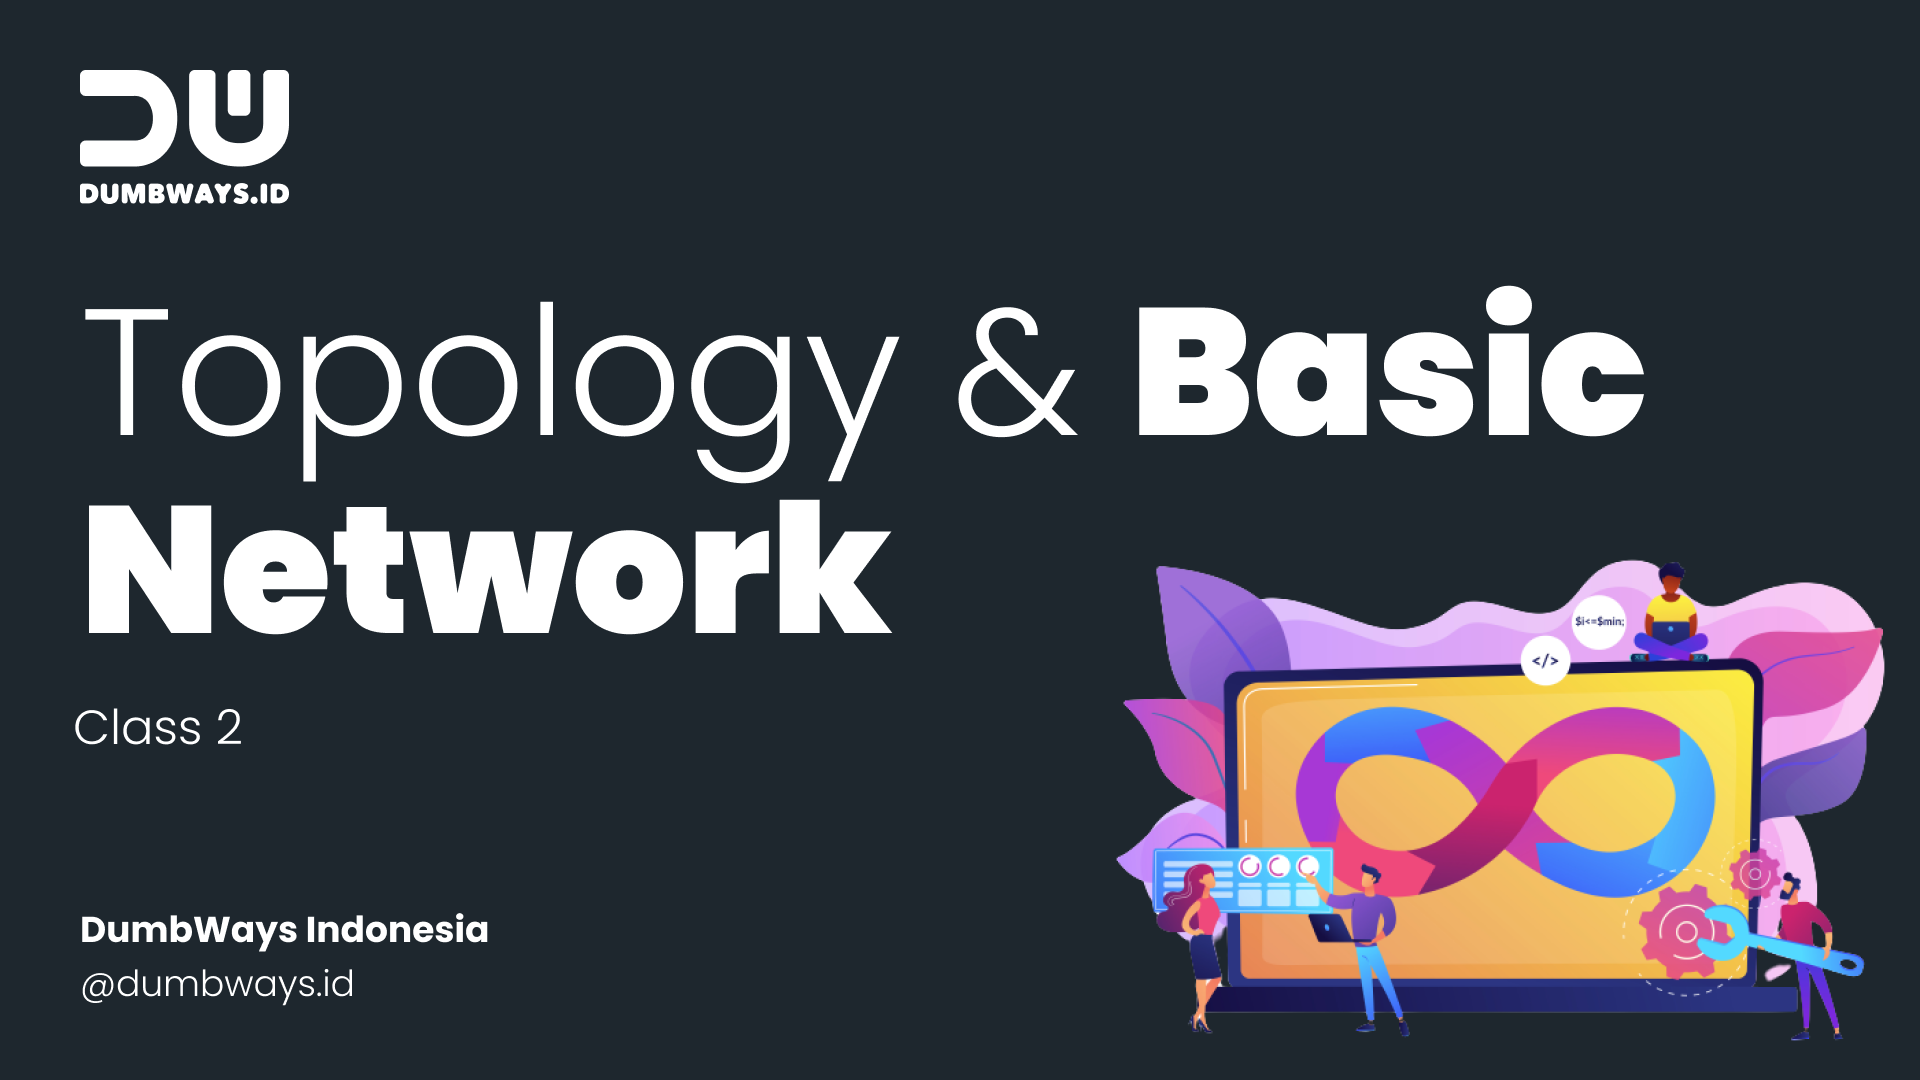 DUMBWAYS.ID
Topology & Basic
Network
Class 2
$i<=$min;
</>
DumbWays Indonesia
@dumbways.id